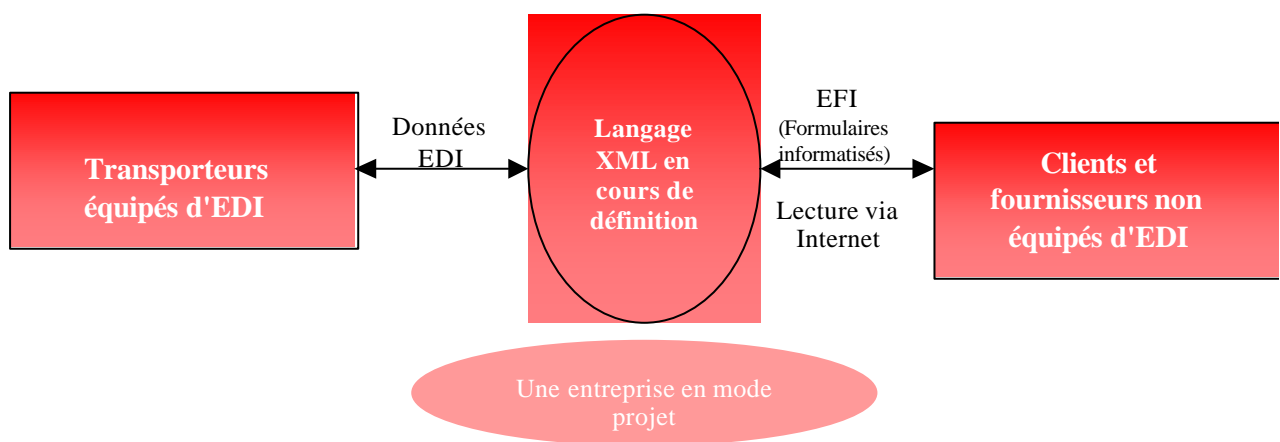 Transporteurs
équipés d'EDI
Données
EDI
Langage
XML en
cours de
définition
EFI
(Formulaires
informatisés)
Lecture via
Internet
Clients et
fournisseurs non
équipés d'EDI
Une entreprise en mode
projet